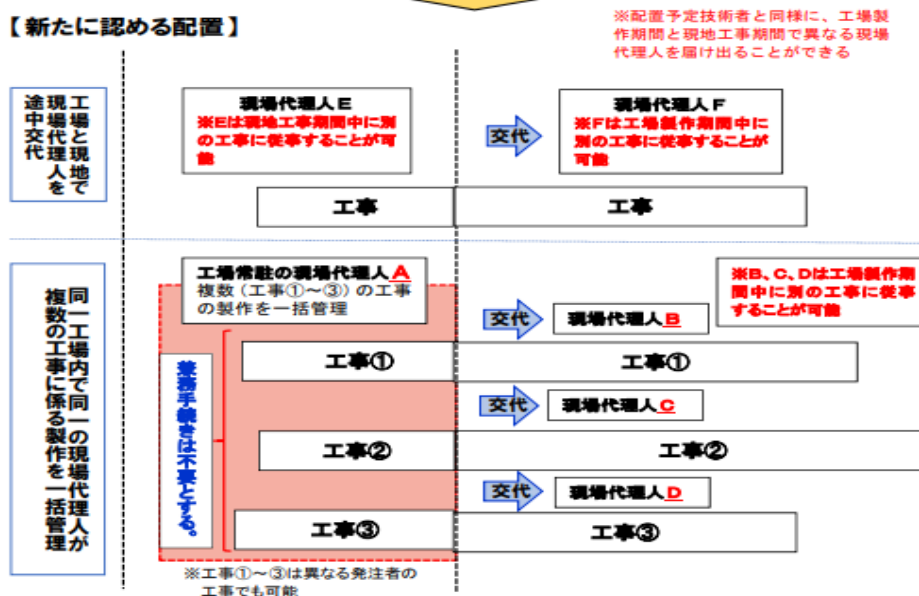 【新たに認める配置】
※配置予定技術者と同様に、工場製
作期間と現地工事期間で異なる現場
代理人を届け出ることができる
工場と現地で
現場代理人を
途中交代
現場代理人E
※Eは現地工事期間中に別
の工事に従事することが可
能
交代
現場代理人F
※Fは工場製作期間中に
別の工事に従事することが
可能
工事
工事
同一工場内で同一の現場代理人が
複数の工事に係る製作を一括管理
工場常駐の現場代理人A
複数(工事①~③)の工事
の製作を一括管理
※B、C、Dは工場製作期
間中に別の工事に従事
することが可能
交代
現場代理人B
兼務手続きは不要とする。
工事①
工事①
交代
現場代理人C
工事②
工事②
交代
現場代理人D
工事③
工事③
※工事①~③は異なる発注者の
工事でも可能